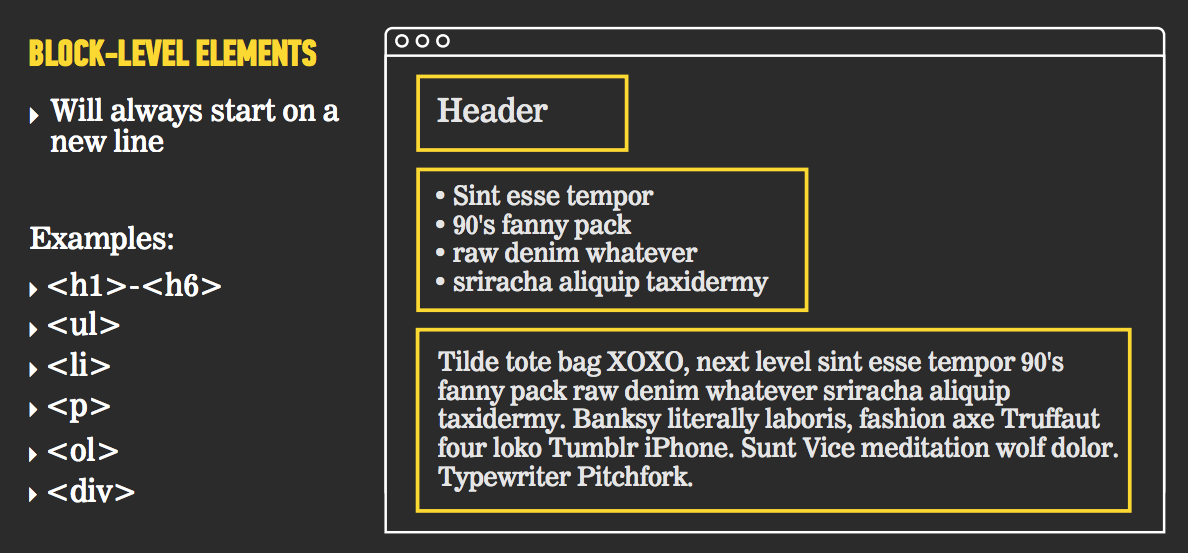 BLOCK-LEVEL ELEMENTS
Will always start on a
new line
Examples:
<h1>-<h6>
<ul>
<li>
<p>
<ol>
<div>
Header
• Sint esse tempor
• 90's fanny pack
• raw denim whatever
• sriracha aliquip taxidermy
Tilde tote bag XOXO, next level sint esse tempor 90's
fanny pack raw denim whatever sriracha aliquip
taxidermy. Banksy literally laboris, fashion axe Truffaut
four loko Tumblr iPhone. Sunt Vice meditation wolf dolor.
Typewriter Pitchfork.